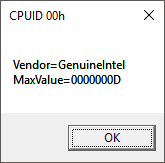 CPUID 00h
Vendor=GenuineIntel
MaxValue=0000000D
OK